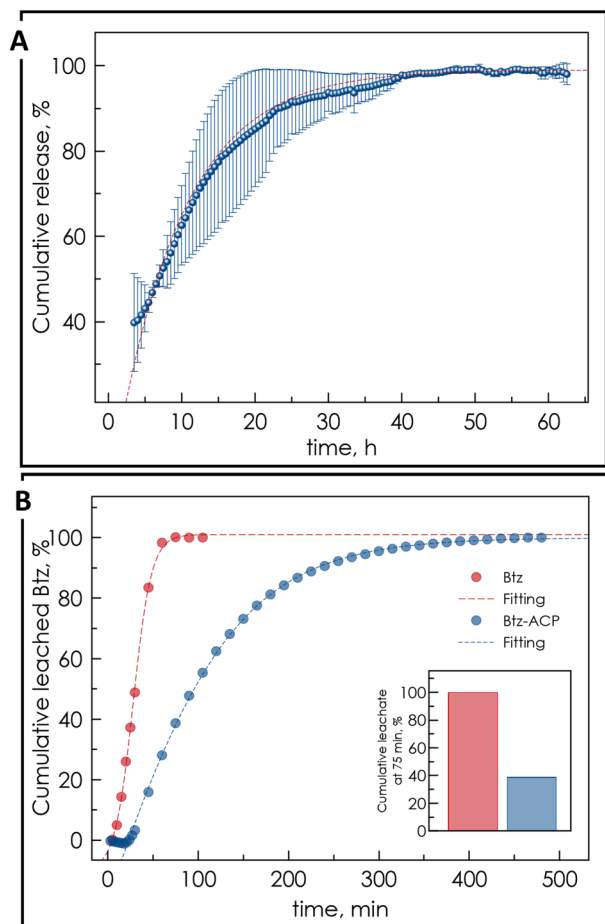 A
100
80
60
40
Cumulative release, %
0
10
20
30
40
50
60
time, h
B
100
80
60
40
20
0
Cumulative leached Btz, %
Btz
Fitting
Btz-ACP
Fitting
Cumulative leachate
at 75 min, %
100
80
60
40
20
0
0
100
200
300
400
500
time, min